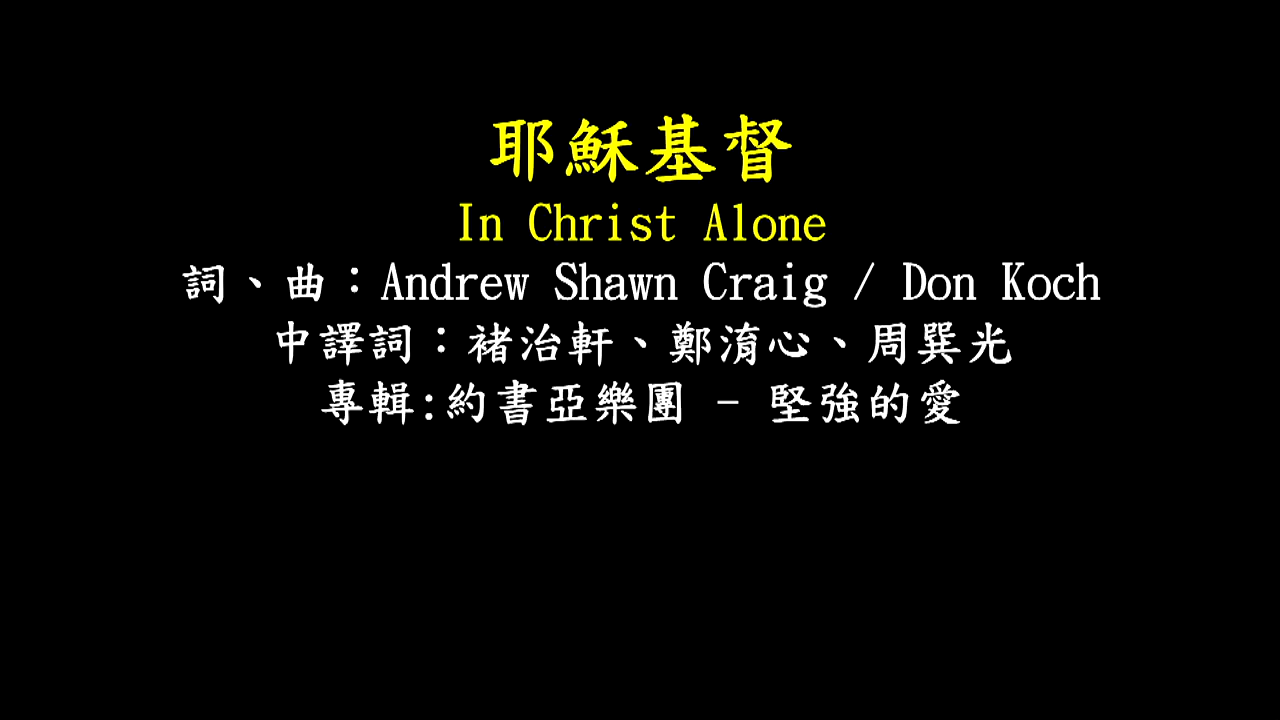 耶穌基督
In Christ Alone
詞、曲：Andrew Shawn Craig / Don Koch
中譯詞：褚治軒、鄭淯心、周巽光
專輯:約書亞樂團 - 堅強的愛